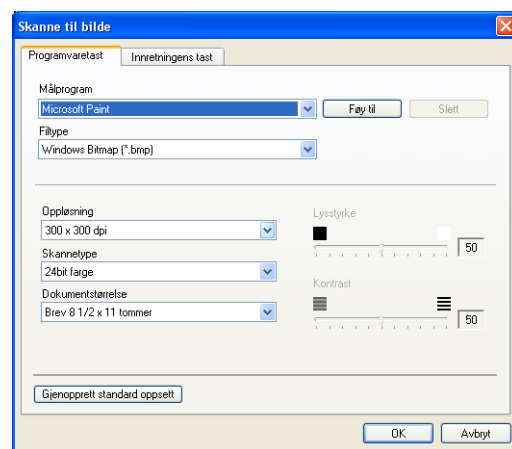 Skanne til bilde
Programvaretast Innretningens tast
Målprogram
Microsoft Paint Føy til Slett
Filtype
Windows Bitmap (*.bmp)
Oppløsning Lysstyrke
300 x 300 dpi 50
Skannetype
24bit farge
Dokumentstørrelse Kontrast
Brev 8 1/2 x 11 tommer 50
Gjenopprett standard oppsett
OK Avbryt